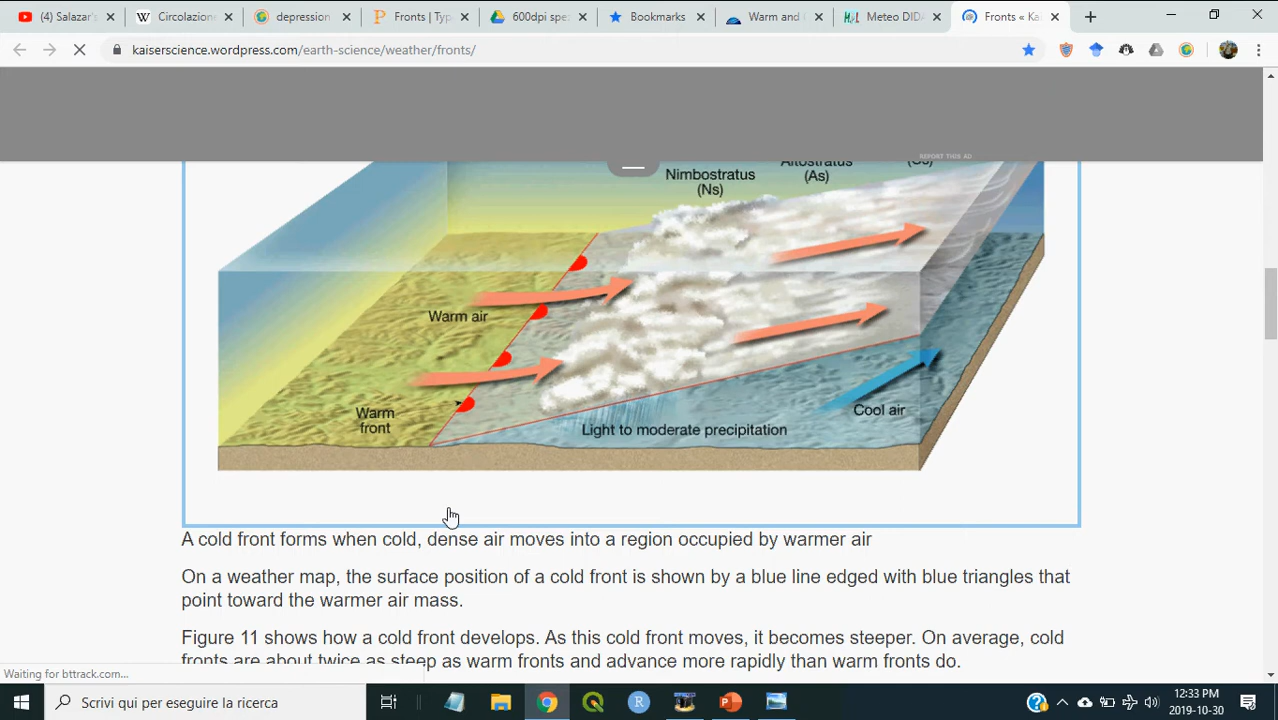 (4) Salazar's
Circolazione
depression
Fronts | Typ
600dpi spe
Bookmarks
Warm and
Meteo DIDA
Fronts « Ka
kaiserscience.wordpress.com/earth-science/weather/fronts/
REPORT THIS AD
Nimbostratus
(Ns)
Altostratus
(As)
(Cs)
Warm air
Warm
front
Cool air
Light to moderate precipitation
A cold front forms when cold, dense air moves into a region occupied by warmer air
On a weather map, the surface position of a cold front is shown by a blue line edged with blue triangles that
point toward the warmer air mass.
Figure 11 shows how a cold front develops. As this cold front moves, it becomes steeper. On average, cold
fronts are about twice as steep as warm fronts and advance more rapidly than warm fronts do.
Waiting for bttrack.com...
Scrivi qui per eseguire la ricerca
12:33 PM
2019-10-30